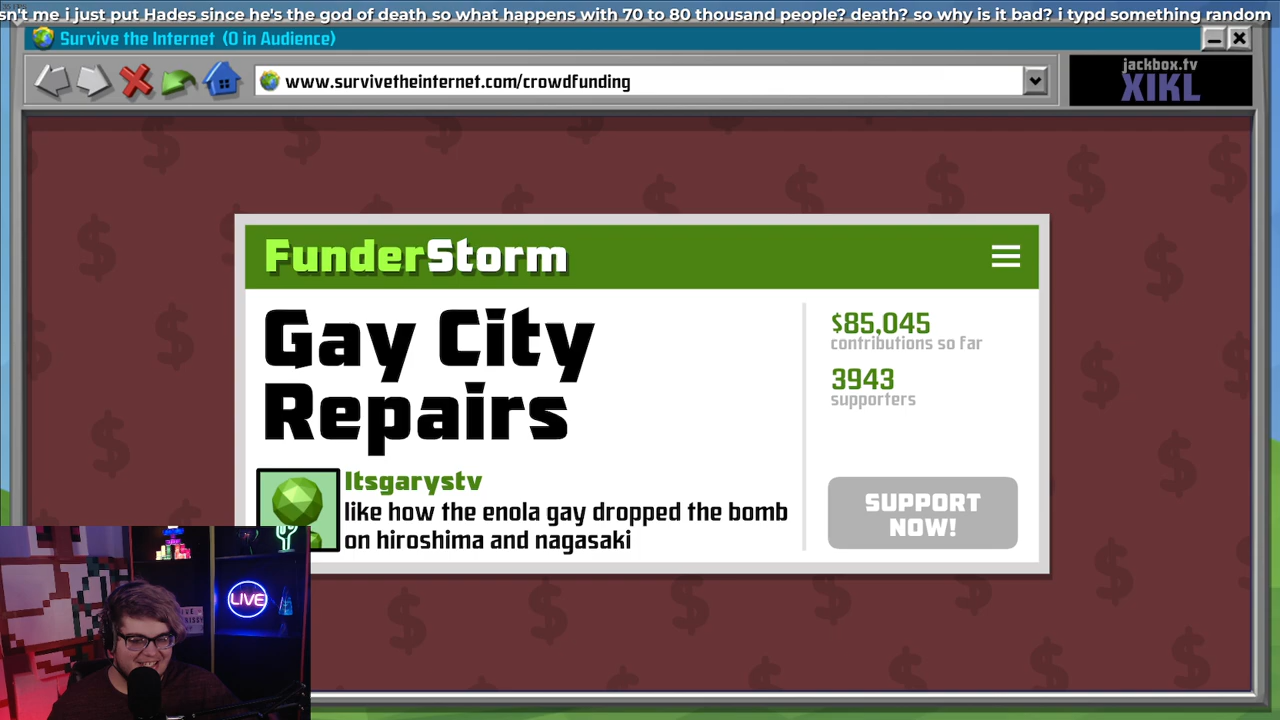 sn't me i just put Hades since he's the god of death so what happens with 70 to 80 thousand people? death? so why is it bad? i typd something random
Survive the Internet (0 in Audience)
www.survivetheinternet.com/crowdfunding
jackbox.tv
XIKL
FunderStorm
Gay City
Repairs
$85,045
contributions so far
3943
supporters
Itsgarystv
like how the enola gay dropped the bomb
on hiroshima and nagasaki
SUPPORT
NOW!
LIVE